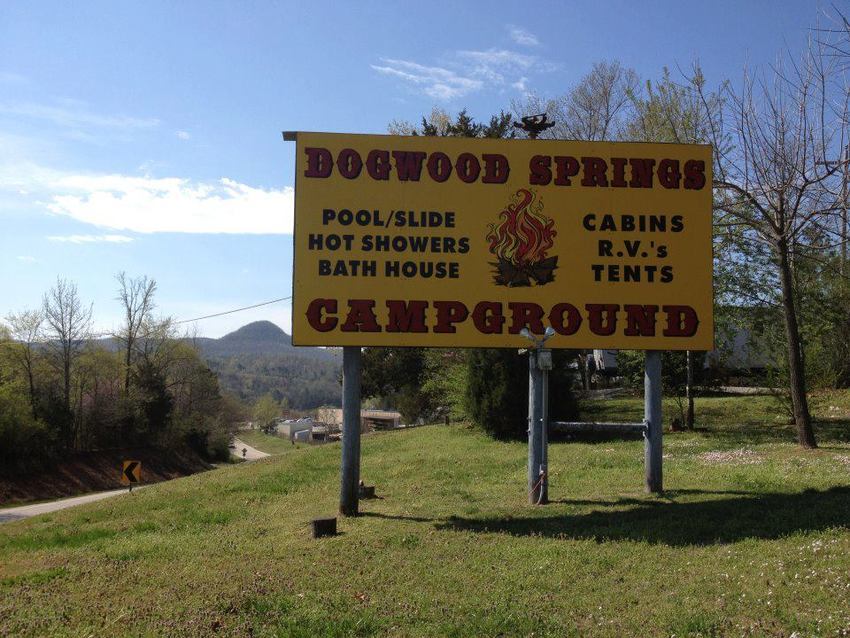 DOGWOOD SPRINGS
POOL/SLIDE
HOT SHOWERS
BATH HOUSE
CABINS
R.V.'s
TENTS
CAMPGROUND